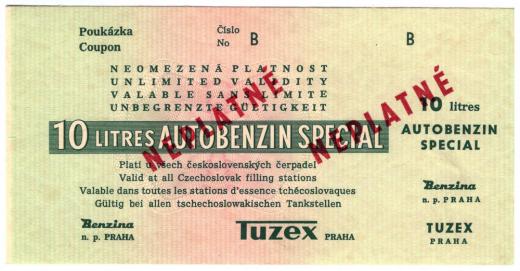 Poukázka
Coupon
Číslo
No B
B
NEOMEZENÁ PLATNOST
UNLIMITED VALIDITY
VALABLE SANS LIMITE
UNBEGRENZTE GÜLTIGKEIT
10 LITRES AUTOBENZIN SPECIAL
NEPLATNÉ
NEPLATNÉ
Platí u všech československých čerpadel
Valid at all Czechoslovak filling stations
Valable dans toutes les stations d'essence tchécoslovaques
Gültig bei allen tschechoslowakischen Tankstellen
Benzina
n. p. PRAHA
Tuzex PRAHA
10 litres
AUTOBENZIN
SPECIAL
Benzina
n. p. PRAHA
TUZEX
PRAHA